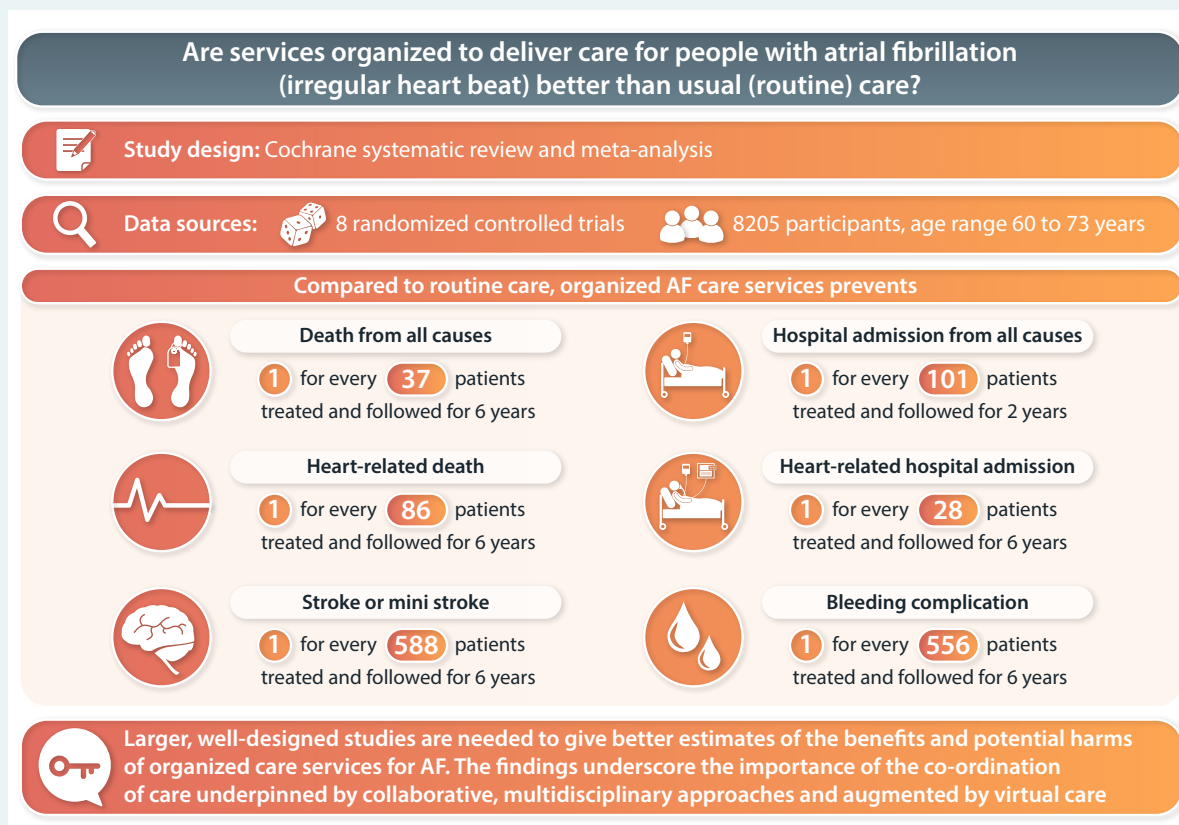 Are services organized to deliver care for people with atrial fibrillation
(irregular heart beat) better than usual (routine) care?
Study design: Cochrane systematic review and meta-analysis
Data sources: 8 randomized controlled trials 8205 participants, age range 60 to 73 years
Compared to routine care, organized AF care services prevents
Death from all causes
1 for every 37 patients
treated and followed for 6 years
Hospital admission from all causes
1 for every 101 patients
treated and followed for 2 years
Heart-related death
1 for every 86 patients
treated and followed for 6 years
Heart-related hospital admission
1 for every 28 patients
treated and followed for 6 years
Stroke or mini stroke
1 for every 588 patients
treated and followed for 6 years
Bleeding complication
1 for every 556 patients
treated and followed for 6 years
Larger, well-designed studies are needed to give better estimates of the benefits and potential harms
of organized care services for AF. The findings underscore the importance of the co-ordination
of care underpinned by collaborative, multidisciplinary approaches and augmented by virtual care